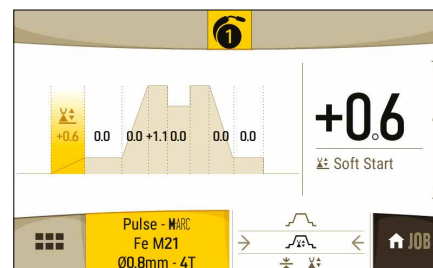 1
+0.6 0.0 0.0 +1.1 0.0 0.0 0.0
+0.6
Soft Start
Pulse - MARC
Fe M21
Ø0.8mm - 4T
JOB